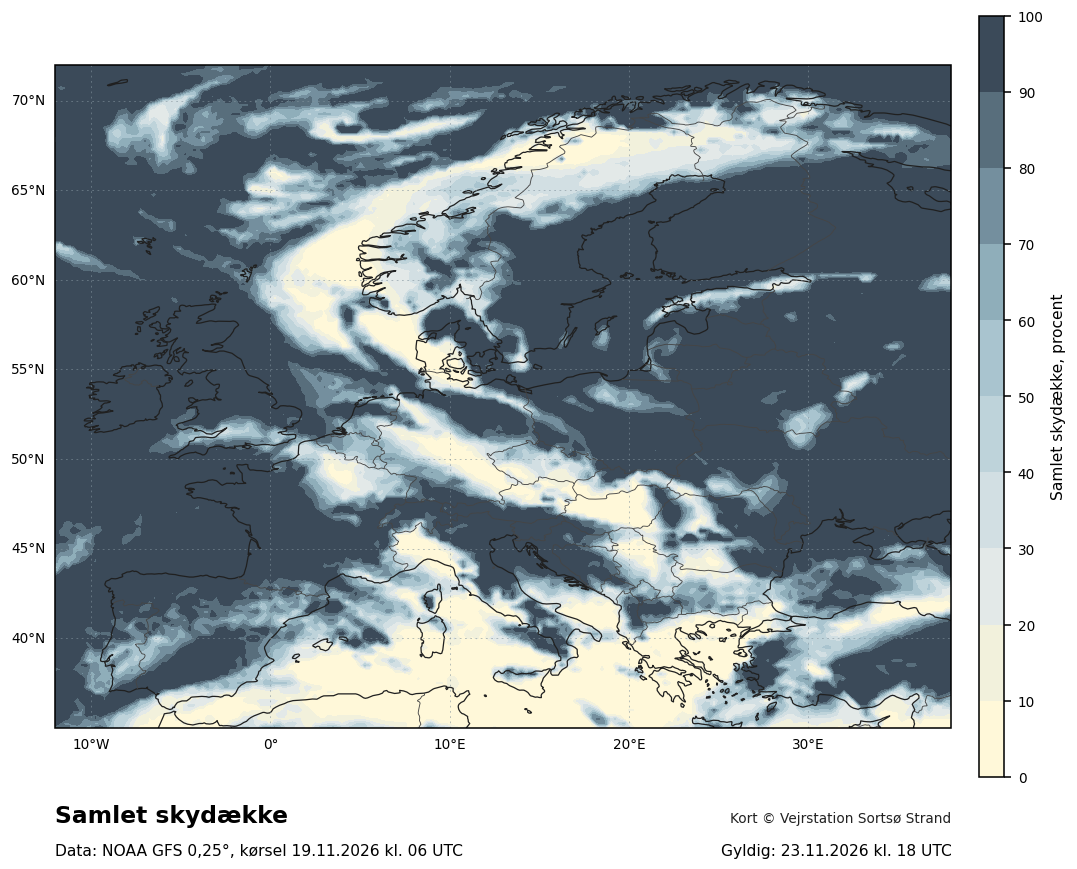 70°N
65°N
60°N
55°N
50°N
45°N
40°N
10°W
0°
10°E
20°E
30°E
100
90
80
70
60
50
40
30
20
10
0
Samlet skydække, procent
Samlet skydække
Kort © Vejrstation Sortsø Strand
Data: NOAA GFS 0,25°, kørsel 19.11.2026 kl. 06 UTC
Gyldig: 23.11.2026 kl. 18 UTC